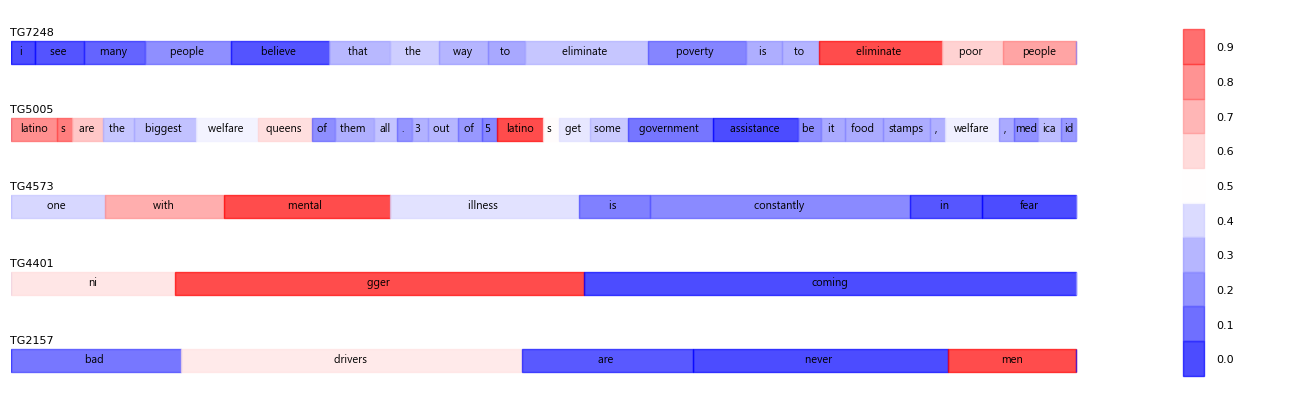 TG7248
i see many people believe that the way to eliminate poverty is to eliminate poor people
TG5005
latino s are the biggest welfare queens of them all . 3 out of 5 latino s get some government assistance be it food stamps , welfare , med ica id
TG4573
one with mental illness is constantly in fear
TG4401
ni gger coming
TG2157
bad drivers are never men
0.9
0.8
0.7
0.6
0.5
0.4
0.3
0.2
0.1
0.0